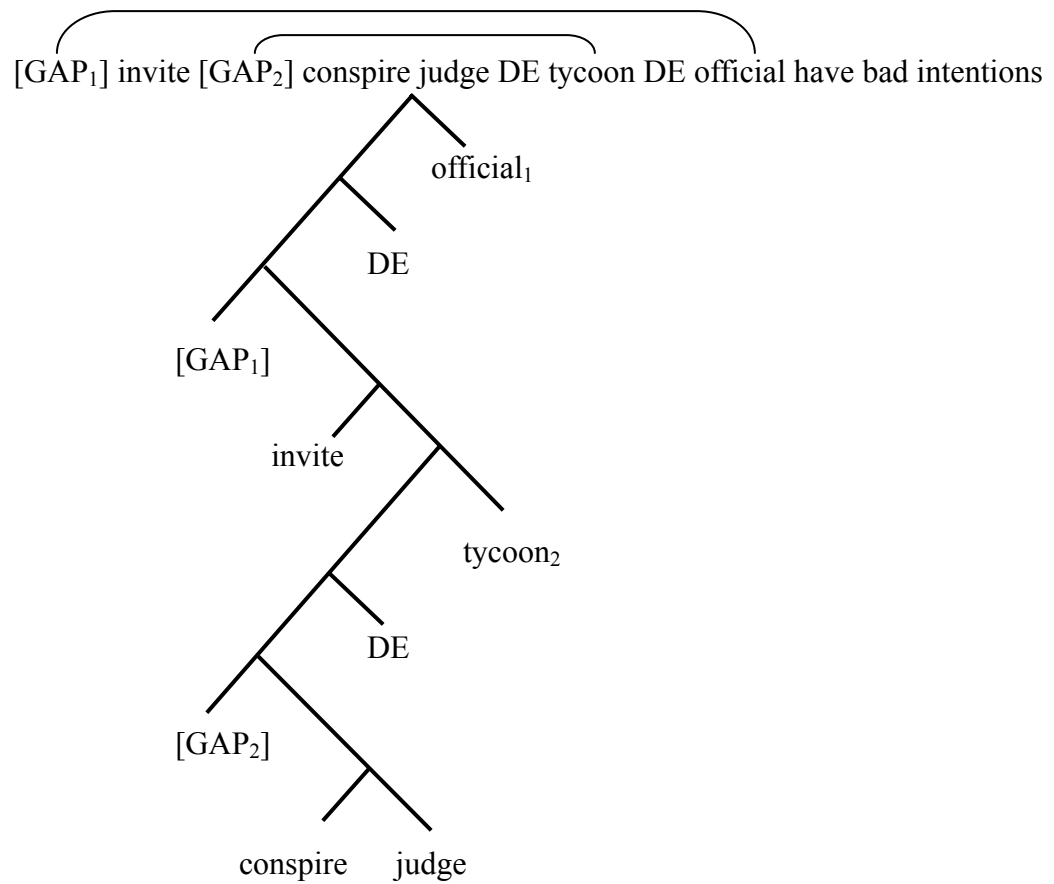 [GAP₁] invite [GAP₂] conspire judge DE tycoon DE official have bad intentions
official₁
DE
[GAP₁]
invite
tycoon₂
DE
[GAP₂]
conspire judge